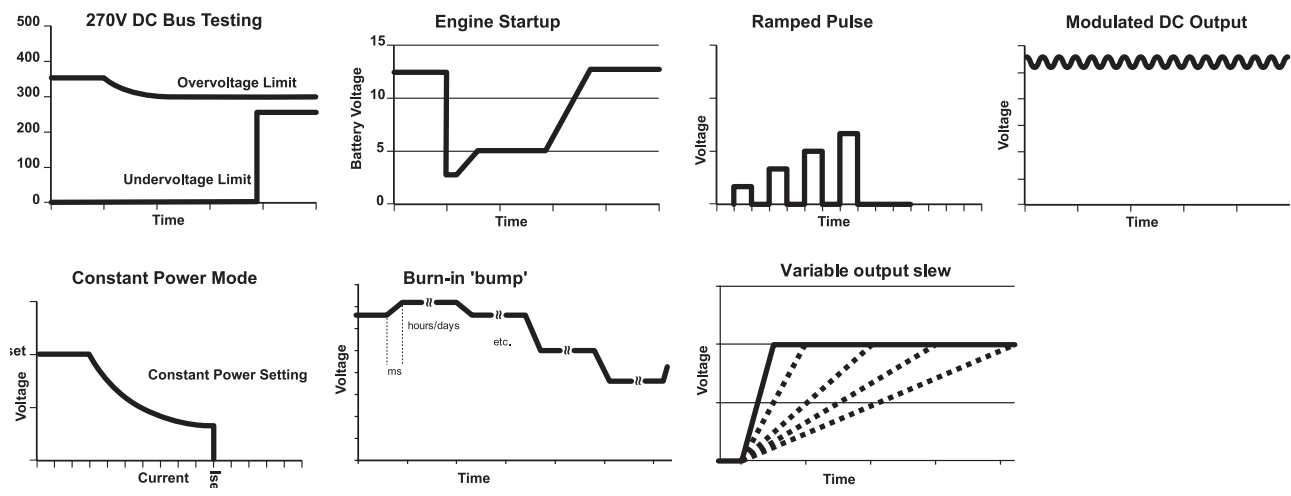 270V DC Bus Testing
500
400
300
200
100
0
Overvoltage Limit
Undervoltage Limit
Time
Engine Startup
15
10
5
0
Battery Voltage
Time
Ramped Pulse
Voltage
Time
Modulated DC Output
Voltage
Time
Constant Power Mode
set
Voltage
Constant Power Setting
Current
Ise
Burn-in 'bump'
Voltage
hours/days
ms
etc.
Time
Variable output slew
Voltage
Time